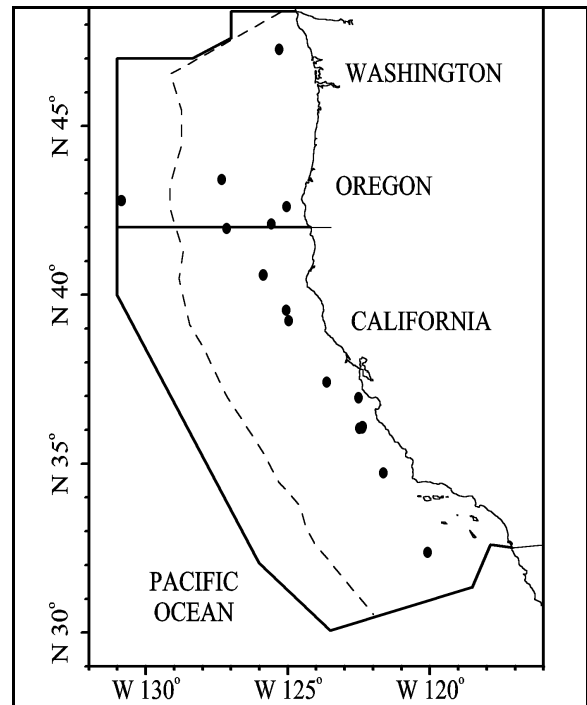 WASHINGTON
N 45°
OREGON
N 40°
CALIFORNIA
N 35°
PACIFIC
OCEAN
N 30°
W 130° W 125° W 120°